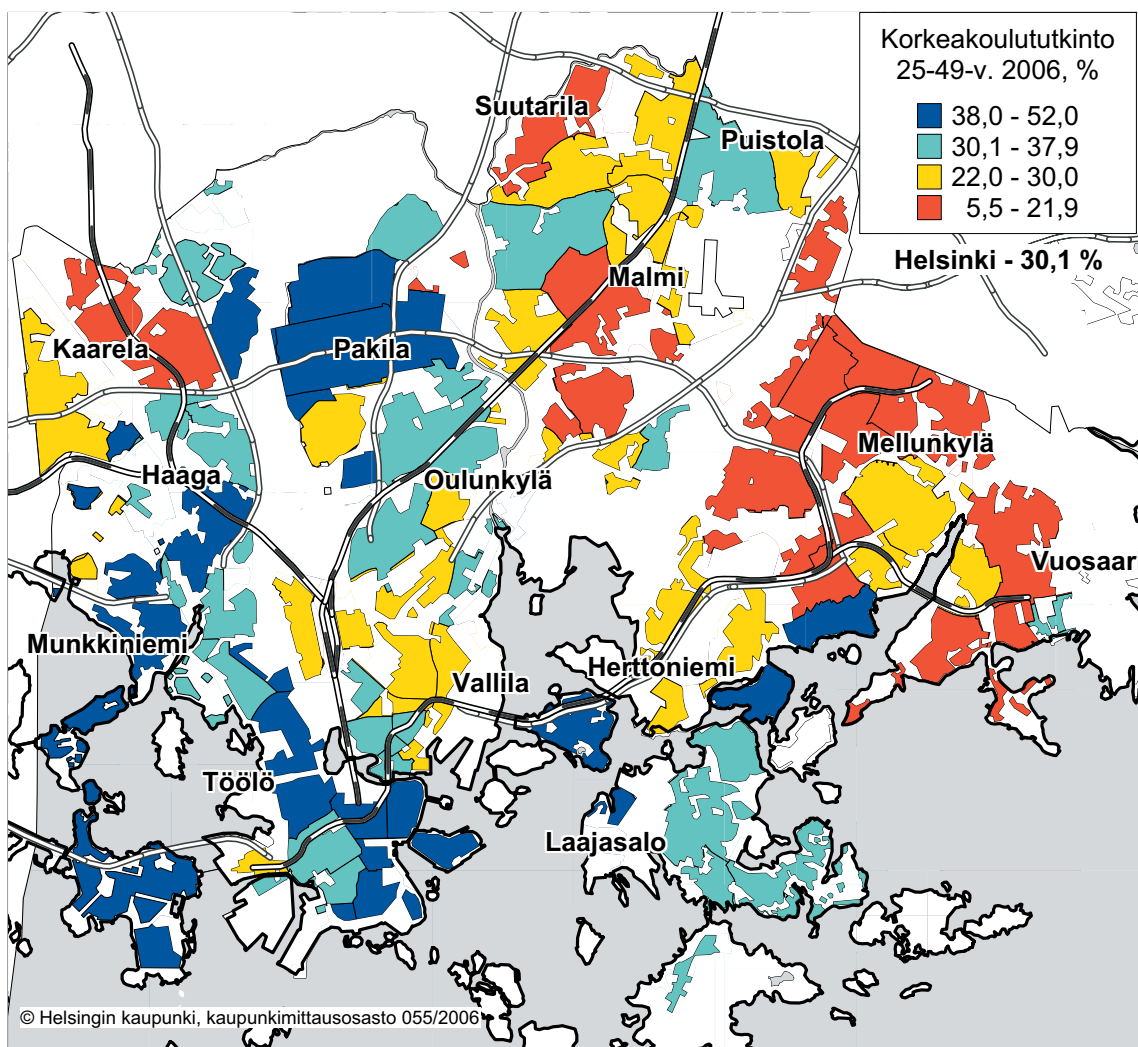 Korkeakoulututkinto
25-49-v. 2006, %
38,0 - 52,0
30,1 - 37,9
22,0 - 30,0
5,5 - 21,9
Helsinki - 30,1 %
Suutarila
Puistola
Malmi
Kaarela
Pakila
Mellunkylä
Haaga
Oulunkylä
Vuosaar
Munkkiniemi
Herttoniemi
Vallila
Töölö
Laajasalo
© Helsingin kaupunki, kaupunkimittausosasto 055/2006